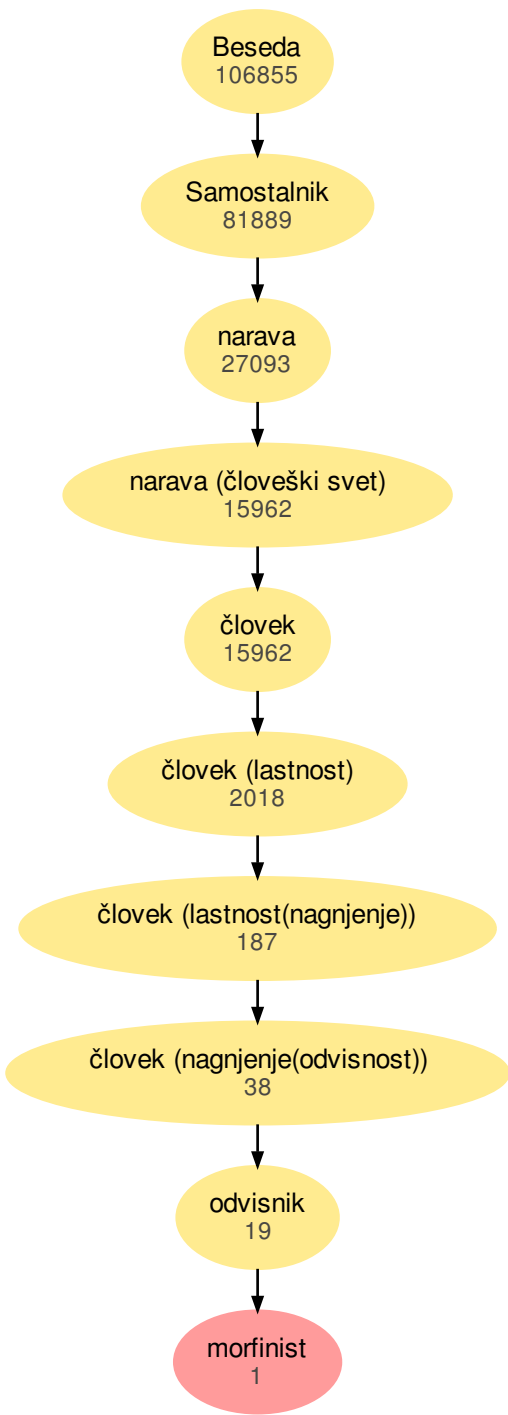 Beseda
106855
Samostalnik
81889
narava
27093
narava (človeški svet)
15962
človek
15962
človek (lastnost)
2018
človek (lastnost(nagnjenje))
187
človek (nagnjenje(odvisnost))
38
odvisnik
19
morfinist
1